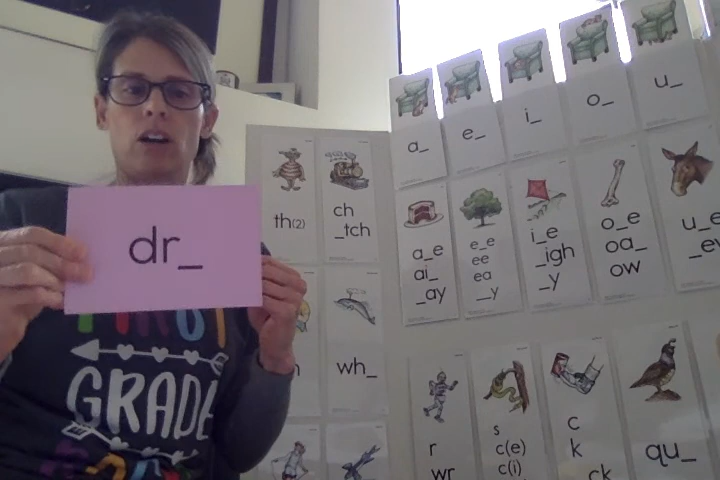 dr_
FIRST
GRADE
th(2)
ch
_tch
wh_
a_
e_
i_
o_
u_
a_e
ai_
_ay
e_e
ee
ea
_y
i_e
_igh
_y
o_e
oa_
ow
u_e
_ew
r
wr
s
c(e)
c(i)
c
k
ck
qu_